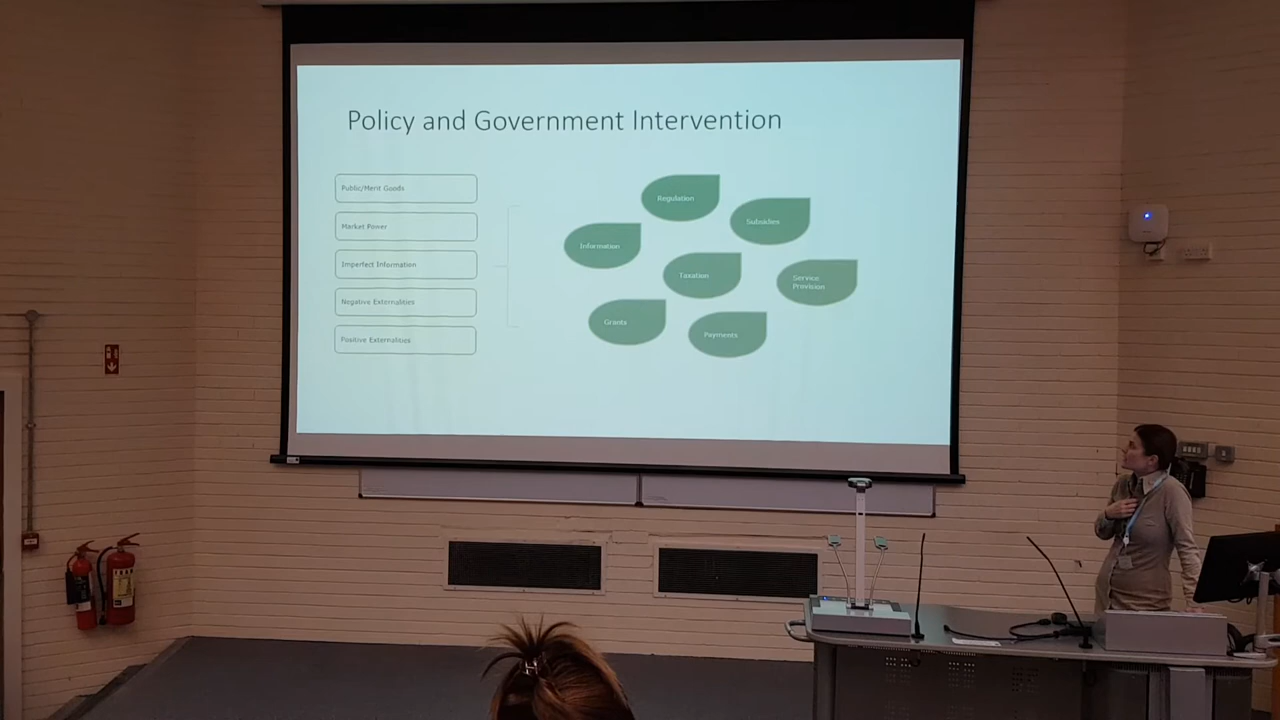 Policy and Government Intervention
Public/Merit Goods
Market Power
Imperfect Information
Negative Externalities
Positive Externalities
Regulation
Subsidies
Information
Taxation
Service
Provision
Grants
Payments